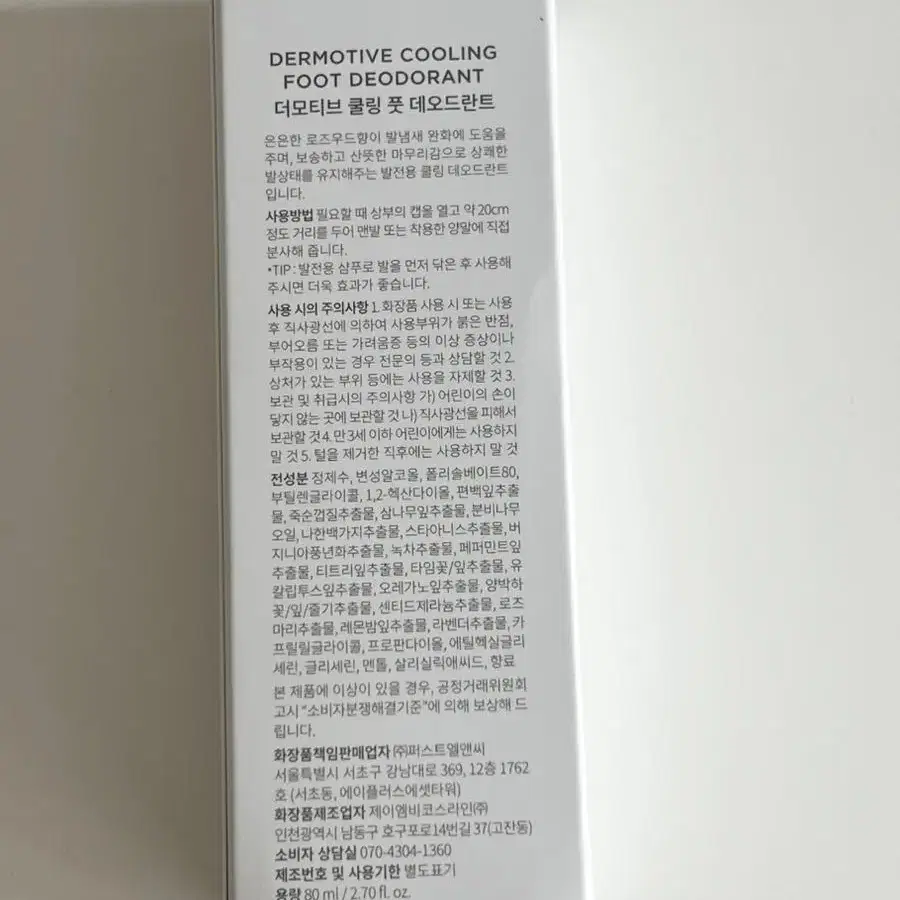 DERMOTIVE COOLING
FOOT DEODORANT
더모티브 쿨링 풋 데오드란트
은은한 로즈우드향이 발냄새 완화에 도움을
주며, 보송하고 산뜻한 마무리감으로 상쾌한
발상태를 유지해주는 발전용 쿨링 데오드란트
입니다.
사용방법 필요할 때 상부의 캡을 열고 약 20cm
정도 거리를 두어 맨발 또는 착용한 양말에 직접
분사해 줍니다.
*TIP : 발전용 샴푸로 발을 먼저 닦은 후 사용해
주시면 더욱 효과가 좋습니다.
사용 시의 주의사항 1. 화장품 사용 시 또는 사용
후 직사광선에 의하여 사용부위가 붉은 반점,
부어오름 또는 가려움증 등의 이상 증상이나
부작용이 있는 경우 전문의 등과 상담할 것 2.
상처가 있는 부위 등에는 사용을 자제할 것 3.
보관 및 취급시의 주의사항 가) 어린이의 손이
닿지 않는 곳에 보관할 것 나) 직사광선을 피해서
보관할 것 4. 만 3세 이하 어린이에게는 사용하지
말 것 5. 털을 제거한 직후에는 사용하지 말 것
전성분 정제수, 변성알코올, 폴리솔베이트80,
부틸렌글라이콜, 1,2-헥산다이올, 편백잎추출
물, 죽순껍질추출물, 삼나무잎추출물, 분비나무
오일, 나한백가지추출물, 스타아니스추출물, 버
지니아풍년화추출물, 녹차추출물, 페퍼민트잎
추출물, 티트리잎추출물, 타임꽃/잎추출물, 유
칼립투스잎추출물, 오레가노잎추출물, 양박하
꽃/잎/줄기추출물, 센티드제라늄추출물, 로즈
마리추출물, 레몬밤잎추출물, 라벤더추출물, 카
프릴릴글라이콜, 프로판다이올, 에틸헥실글리
세린, 글리세린, 멘톨, 살리실릭애씨드, 향료
본 제품에 이상이 있을 경우, 공정거래위원회
고시 "소비자분쟁해결기준"에 의해 보상해 드
립니다.
화장품책임판매업자 ㈜퍼스트엘앤씨
서울특별시 서초구 강남대로 369, 12층 1762
호 (서초동, 에이플러스에셋타워)
화장품제조업자 제이엠비코스라인㈜
인천광역시 남동구 호구포로14번길 37(고잔동)
소비자 상담실 070-4304-1360
제조번호 및 사용기한 별도표기
용량 80 ml / 2.70 fl. oz.